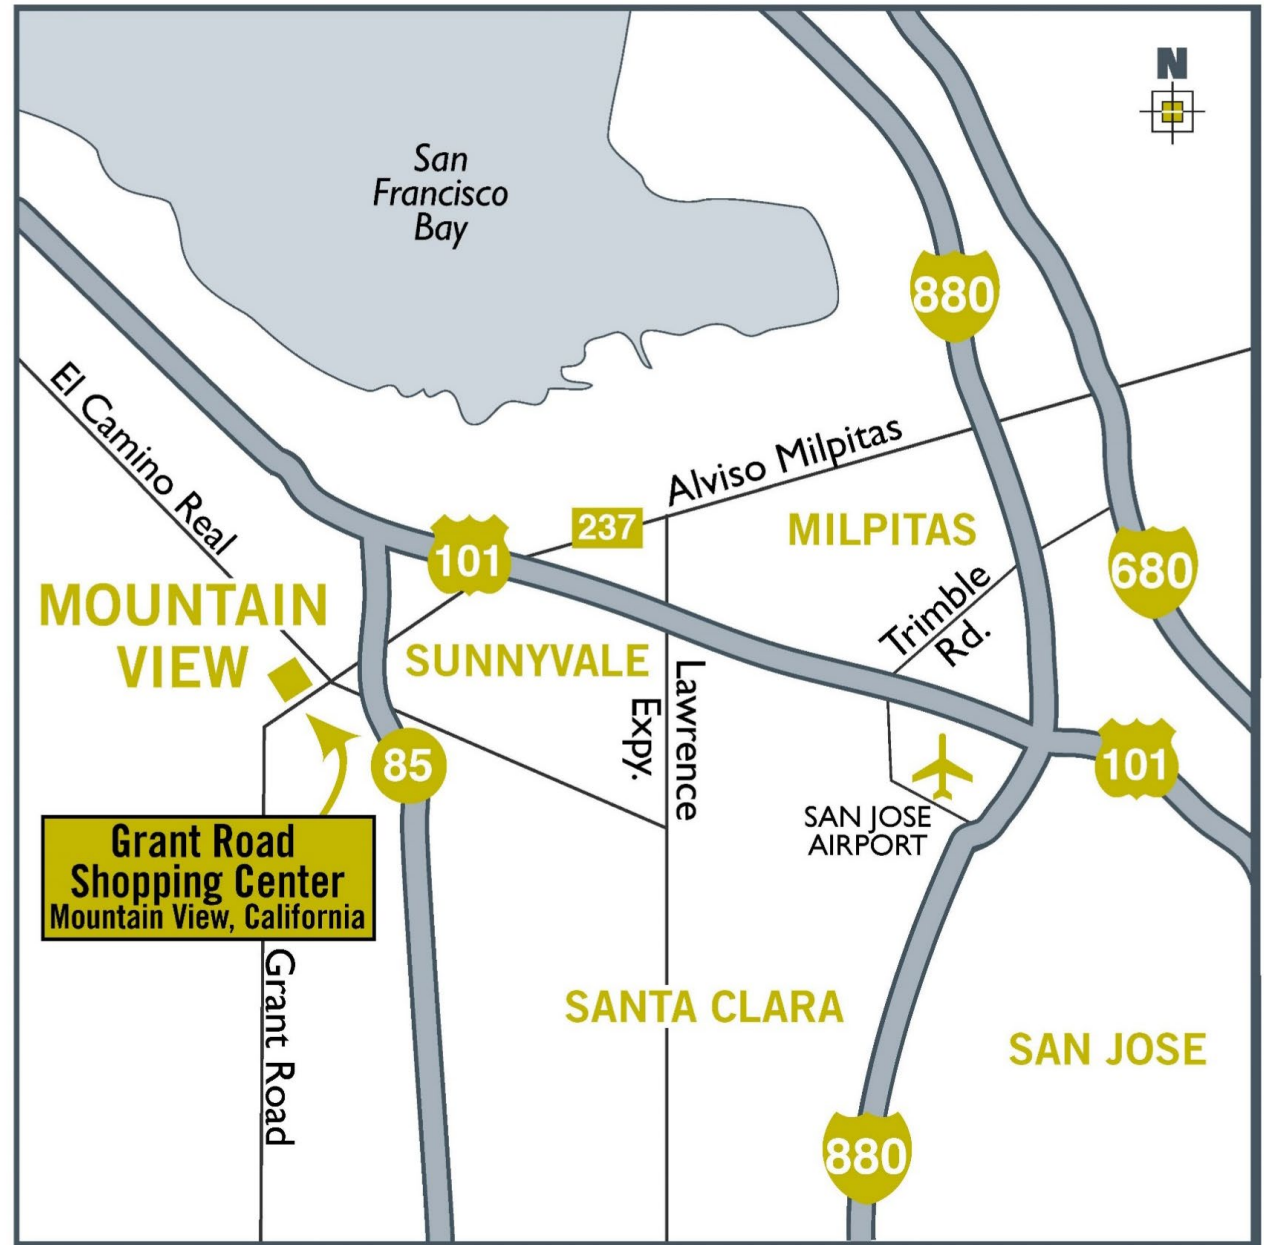 N
San
Francisco
Bay
880
El Camino Real
Alviso Milpitas
237
MILPITAS
101
680
Trimble
Rd.
MOUNTAIN
VIEW
SUNNYVALE
Lawrence
Expy.
85
101
SAN JOSE
AIRPORT
Grant Road
Shopping Center
Mountain View, California
Grant Road
SANTA CLARA
SAN JOSE
880